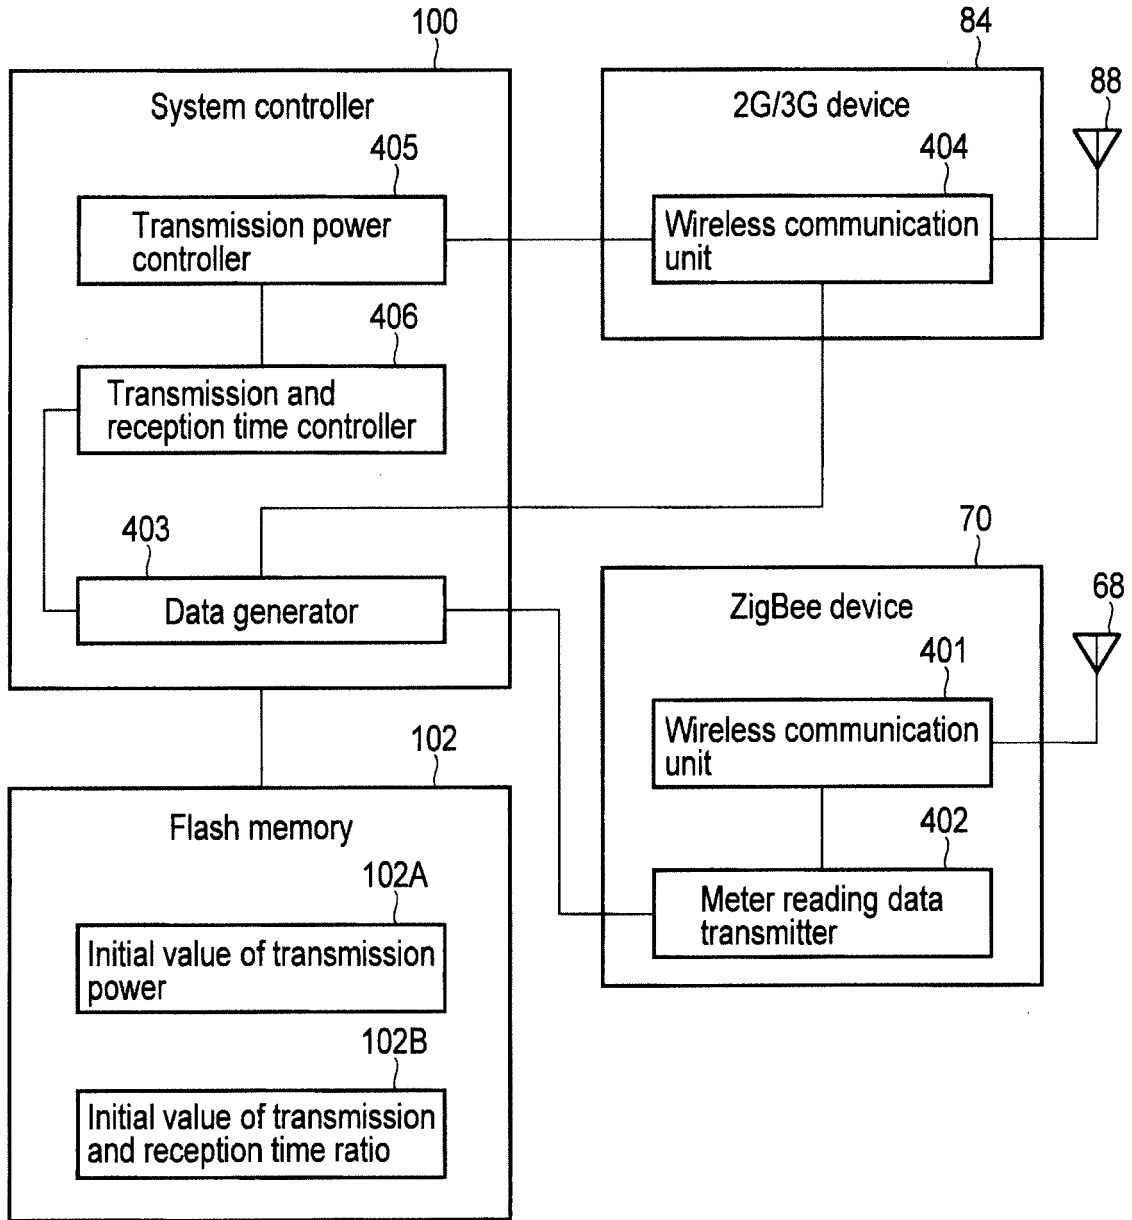 100
System controller
405
Transmission power
controller
406
Transmission and
reception time controller
403
Data generator
84
2G/3G device
88
404
Wireless communication
unit
70
ZigBee device
68
401
Wireless communication
unit
402
Meter reading data
transmitter
102
Flash memory
102A
Initial value of transmission
power
102B
Initial value of transmission
and reception time ratio